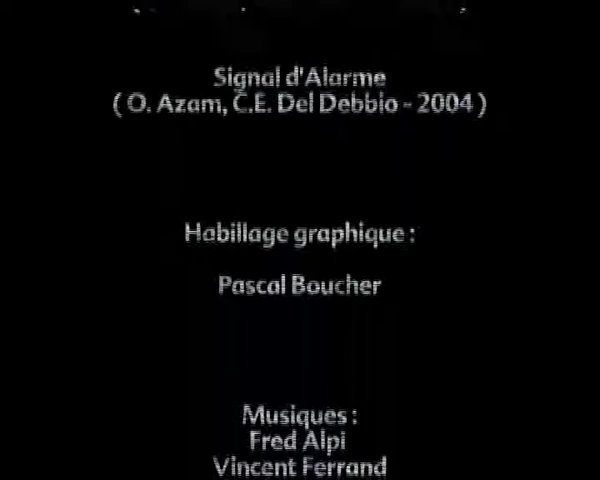 Signal d'Alarme
( O. Azam, C.E. Del Debbio - 2004 )
Habillage graphique :
Pascal Boucher
Musiques :
Fred Alpi
Vincent Ferrand